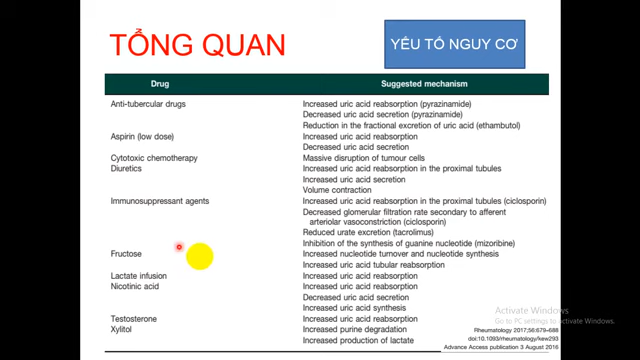 TỔNG QUAN
YẾU TỐ NGUY CƠ
Drug Suggested mechanism
Anti-tubercular drugs Increased uric acid reabsorption (pyrazinamide)
Decreased uric acid secretion (pyrazinamide)
Reduction in the fractional excretion of uric acid (ethambutol)
Aspirin (low dose) Increased uric acid reabsorption
Decreased uric acid secretion
Cytotoxic chemotherapy Massive disruption of tumour cells
Diuretics Increased uric acid reabsorption in the proximal tubules
Increased uric acid secretion
Volume contraction
Immunosuppressant agents Increased uric acid reabsorption in the proximal tubules (ciclosporin)
Decreased glomerular filtration rate secondary to afferent
arteriolar vasoconstriction (ciclosporin)
Reduced urate excretion (tacrolimus)
Inhibition of the synthesis of guanine nucleotide (mizoribine)
Fructose Increased nucleotide turnover and nucleotide synthesis
Increased uric acid tubular reabsorption
Lactate infusion Increased uric acid reabsorption
Nicotinic acid Increased uric acid reabsorption
Decreased uric acid secretion
Increased uric acid synthesis
Testosterone Increased uric acid reabsorption
Xylitol Increased purine degradation
Increased production of lactate
Activate Windows
Go to PC settings to activate Windows.
Rheumatology 2017;56:679–688
doi:10.1093/rheumatology/kew293
Advance Access publication 3 August 2016